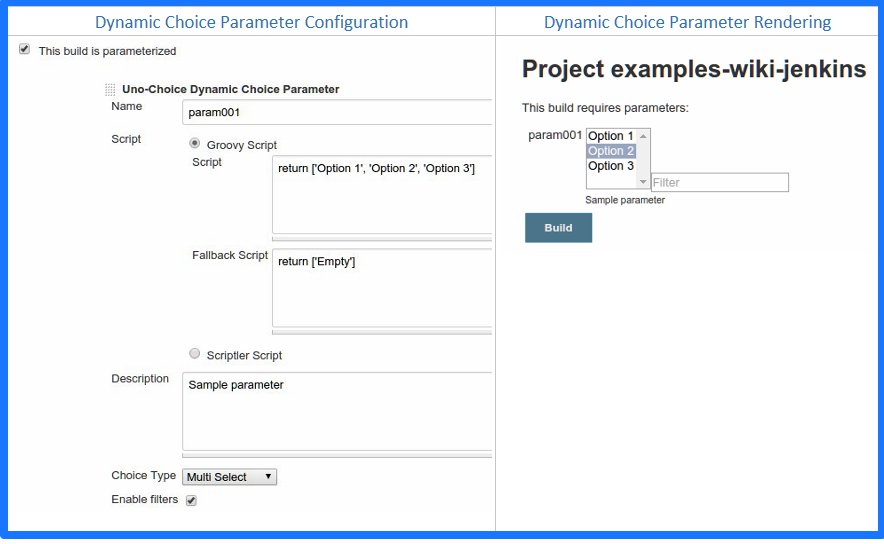 Dynamic Choice Parameter Configuration
This build is parameterized
Uno-Choice Dynamic Choice Parameter
Name
param001
Script
Groovy Script
Script
return ['Option 1', 'Option 2', 'Option 3']
Fallback Script
return ['Empty']
Scriptler Script
Description
Sample parameter
Choice Type
Multi Select
Enable filters
Dynamic Choice Parameter Rendering
Project examples-wiki-jenkins
This build requires parameters:
param001
Option 1
Option 2
Option 3
Filter
Sample parameter
Build